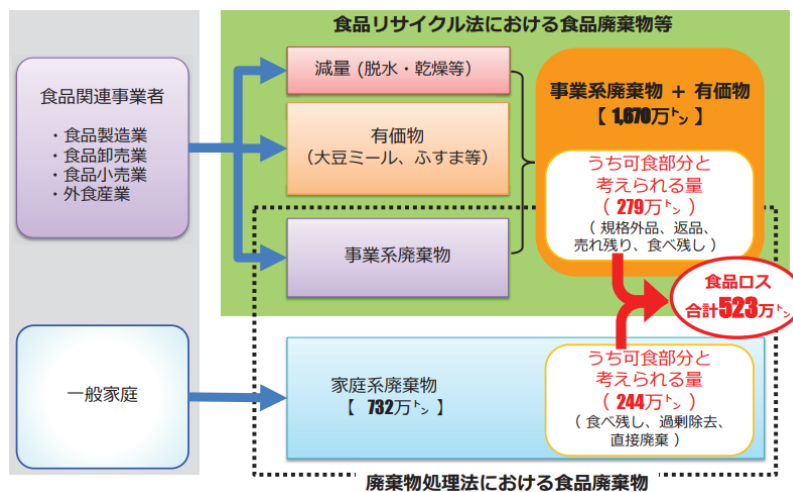 食品リサイクル法における食品廃棄物等
食品関連事業者
・食品製造業
・食品卸売業
・食品小売業
・外食産業
減量 (脱水・乾燥等)
有価物
(大豆ミール、ふすま等)
事業系廃棄物
事業系廃棄物 + 有価物
【 1,670万㌧ 】
うち可食部分と
考えられる量
( 279万㌧ )
( 規格外品、返品、
売れ残り、食べ残し )
食品ロス
合計523万㌧
一般家庭
家庭系廃棄物
【 732万㌧ 】
うち可食部分と
考えられる量
( 244万㌧ )
( 食べ残し、過剰除去、
直接廃棄 )
廃棄物処理法における食品廃棄物